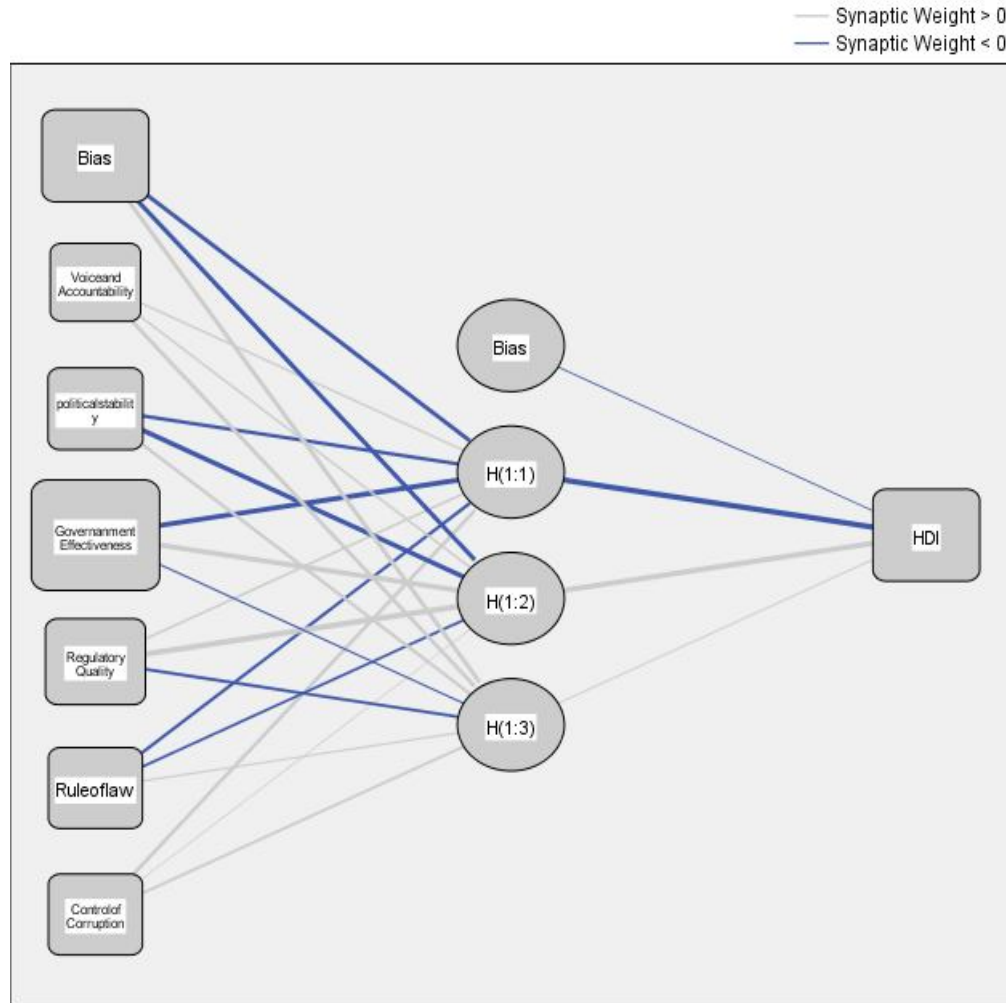 Synaptic Weight > 0
Synaptic Weight < 0
Bias
Voiceand
Accountability
politicalstabilit
y
Governanment
Effectiveness
Regulatory
Quality
Ruleoflaw
Controlof
Corruption
Bias
H(1:1)
H(1:2)
H(1:3)
HDI